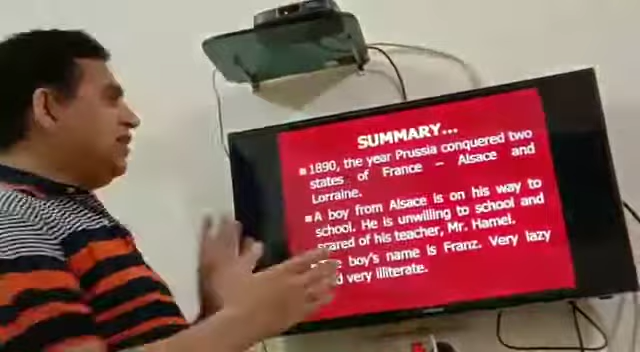 SUMMARY...
▪1890, the year Prussia conquered two
states of France – Alsace and
Lorraine.
▪A boy from Alsace is on his way to
school. He is unwilling to school and
scared of his teacher, Mr. Hamel.
boy's name is Franz. Very lazy
very illiterate.